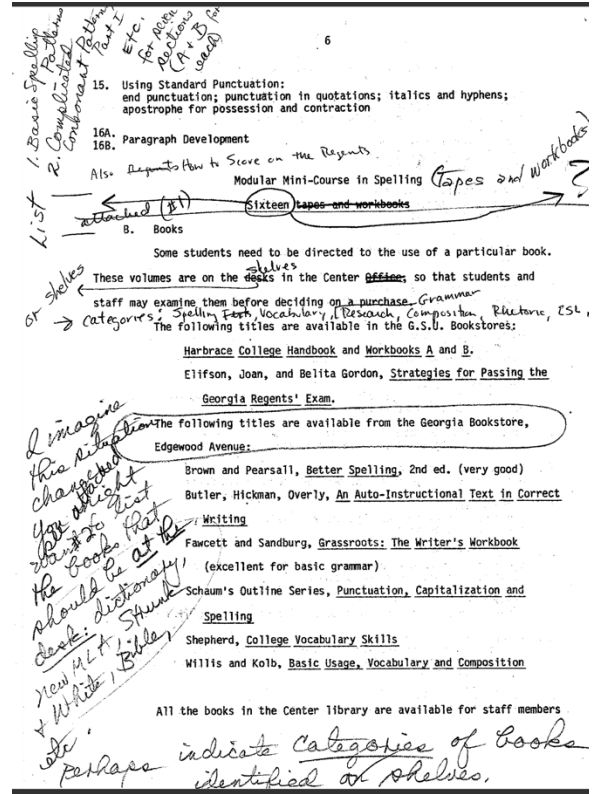 1. Basic Spelling Patterns
2. Complicated Consonant Patterns Part I
Etc. for seven sections (A + B for each)
List
6
15. Using Standard Punctuation:
end punctuation; punctuation in quotations; italics and hyphens;
apostrophe for possession and contraction
16A.
16B. Paragraph Development
Also How to Score on the Regents
Modular Mini-Course in Spelling (Tapes and workbooks)
?
attached (#1)
Sixteen tapes and workbooks
B. Books
Some students need to be directed to the use of a particular book.
shelves
These volumes are on the desks in the Center Office, so that students and
or shelves
staff may examine them before deciding on a purchase. Grammar
→ Categories: Spelling, Vocabulary, Research, Composition, Rhetoric, ESL,
The following titles are available in the G.S.U. Bookstores:
Harbrace College Handbook and Workbooks A and B.
Elifson, Joan, and Belita Gordon, Strategies for Passing the
Georgia Regents' Exam.
The following titles are available from the Georgia Bookstore,
Edgewood Avenue:
Brown and Pearsall, Better Spelling, 2nd ed. (very good)
Butler, Hickman, Overly, An Auto-Instructional Text in Correct
Writing
Fawcett and Sandburg, Grassroots: The Writer's Workbook
(excellent for basic grammar)
Schaum's Outline Series, Punctuation, Capitalization and
Spelling
Shepherd, College Vocabulary Skills
Willis and Kolb, Basic Usage, Vocabulary and Composition
I imagine
this situation
changed.
You might
want to list
the books that
should be at the
desk: dictionary,
new MLA, Strunk
+ White, Bible,
etc.
All the books in the Center library are available for staff members
Perhaps indicate categories of books
identified on shelves.